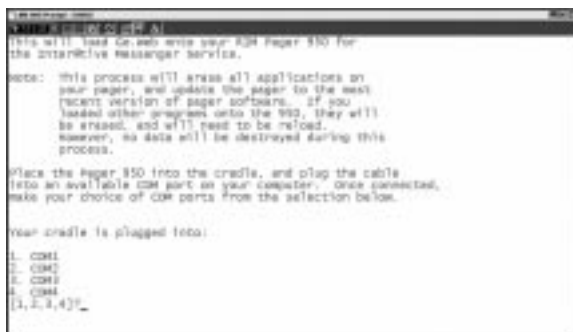 This will load Go.Web onto your RIM Pager 950 for
the Inter@ctive Messenger Service.
Note: This process will erase all applications on
your pager, and update the pager to the most
recent version of pager software. If you
loaded other programs onto the 950, they will
be erased, and will need to be reload.
However, no data will be destroyed during this
process.
Place the Pager 950 into the cradle, and plug the cable
into an available COM port on your computer. Once connected,
make your choice of COM ports from the selection below.
Your cradle is plugged into:
1. COM1
2. COM2
3. COM3
4. COM4
[1,2,3,4]?_